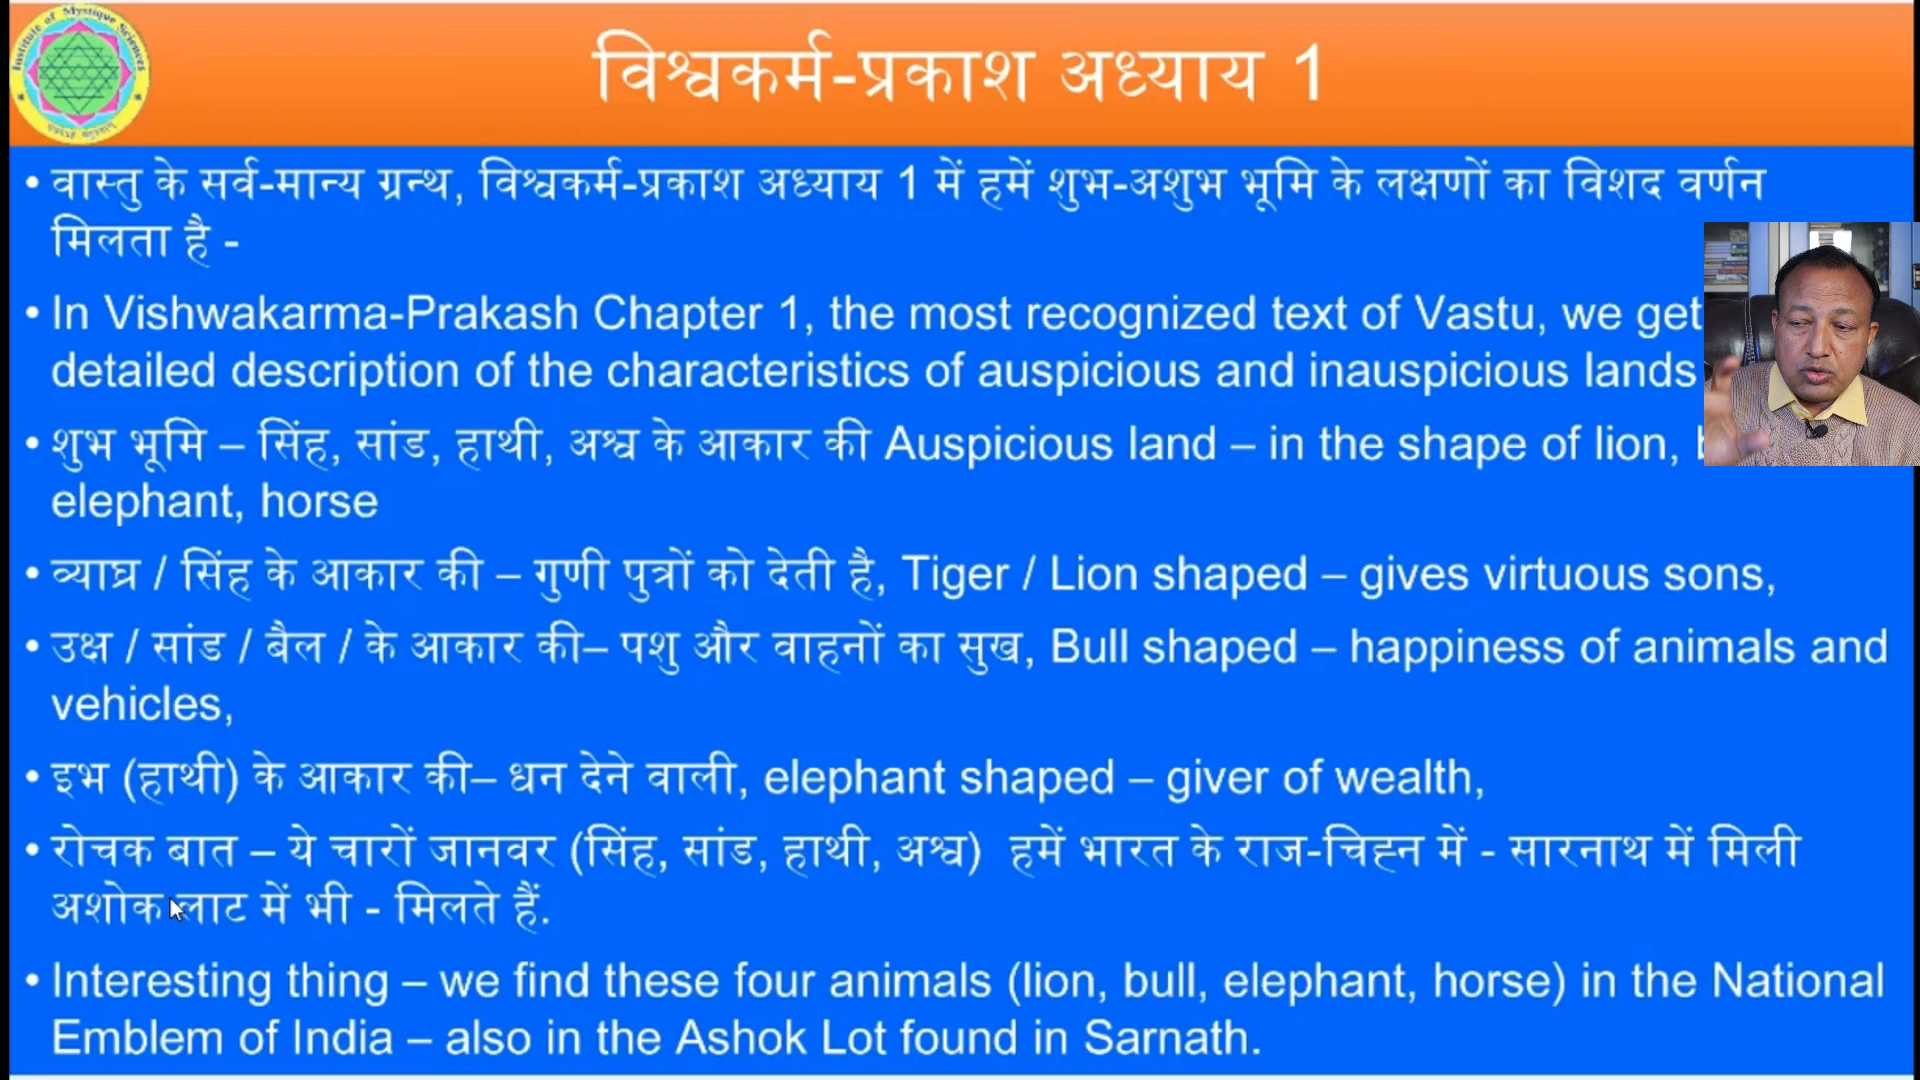 Institute of Mystique Sciences
विश्वकर्म-प्रकाश अध्याय 1
• वास्तु के सर्व-मान्य ग्रन्थ, विश्वकर्म-प्रकाश अध्याय 1 में हमें शुभ-अशुभ भूमि के लक्षणों का विशद वर्णन
मिलता है -
• In Vishwakarma-Prakash Chapter 1, the most recognized text of Vastu, we get
detailed description of the characteristics of auspicious and inauspicious lands
• शुभ भूमि – सिंह, सांड, हाथी, अश्व के आकार की Auspicious land – in the shape of lion,
elephant, horse
• व्याघ्र / सिंह के आकार की – गुणी पुत्रों को देती है, Tiger / Lion shaped – gives virtuous sons,
• उक्ष / सांड / बैल / के आकार की– पशु और वाहनों का सुख, Bull shaped – happiness of animals and
vehicles,
• इभ (हाथी) के आकार की– धन देने वाली, elephant shaped – giver of wealth,
• रोचक बात – ये चारों जानवर (सिंह, सांड, हाथी, अश्व) हमें भारत के राज-चिह्न में - सारनाथ में मिली
अशोक लाट में भी - मिलते हैं.
• Interesting thing – we find these four animals (lion, bull, elephant, horse) in the National
Emblem of India – also in the Ashok Lot found in Sarnath.